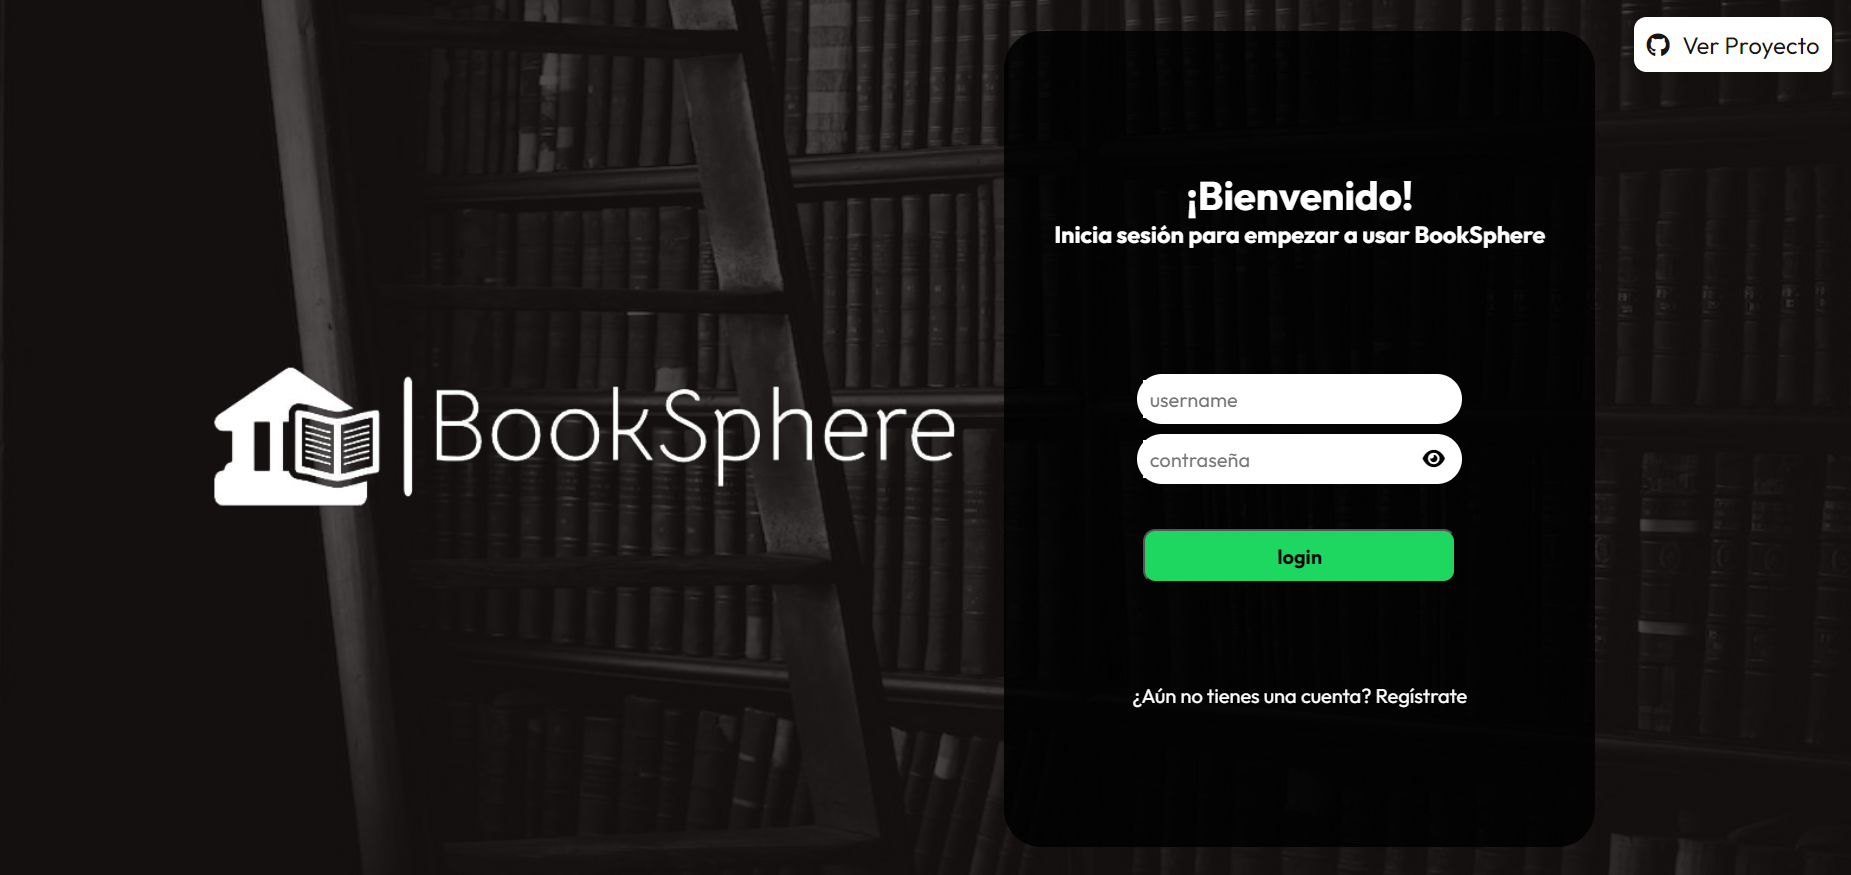 Ver Proyecto
¡Bienvenido!
Inicia sesión para empezar a usar BookSphere
BookSphere
username
contraseña
login
¿Aún no tienes una cuenta? Regístrate